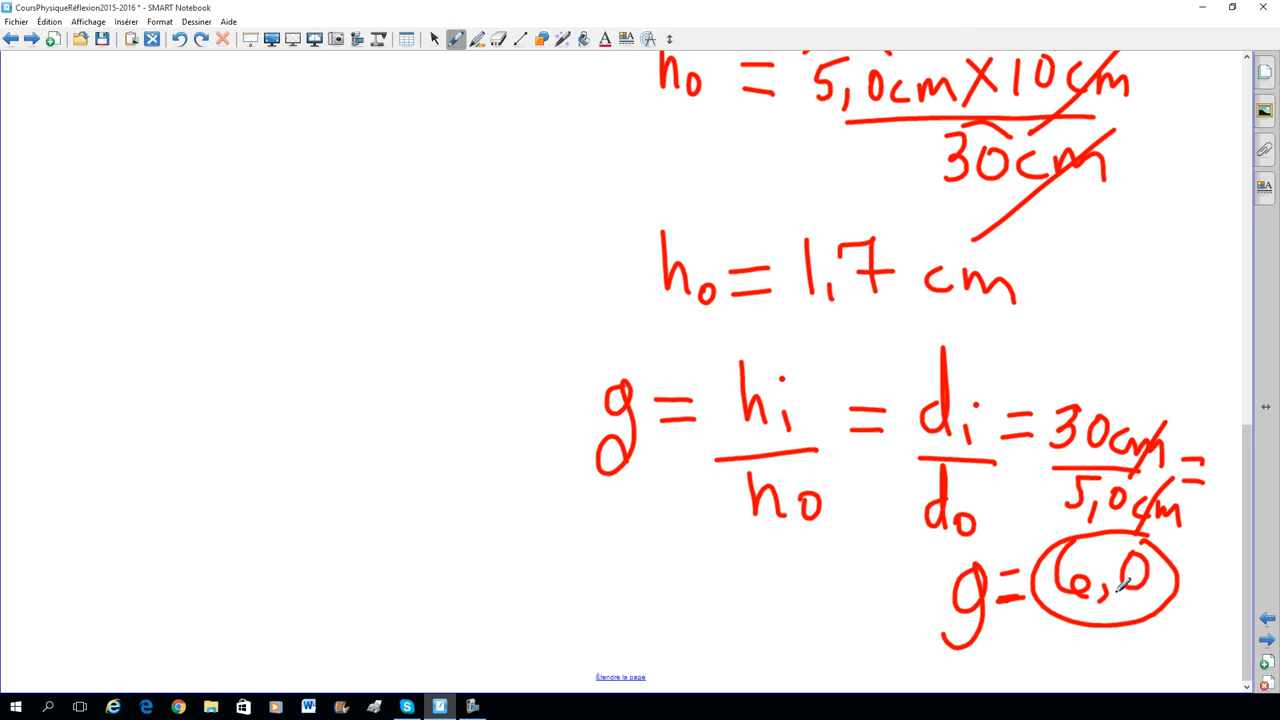 CoursPhysiqueRéflexion2015-2016 * - SMART Notebook
Fichier Édition Affichage Insérer Format Dessiner Aide
h0 = 5,0cm X 10cm
30cm
h0 = 1,7 cm
g = hi = di = 30cm =
h0 d0 5,0cm
g = 6,0
Étendre la page